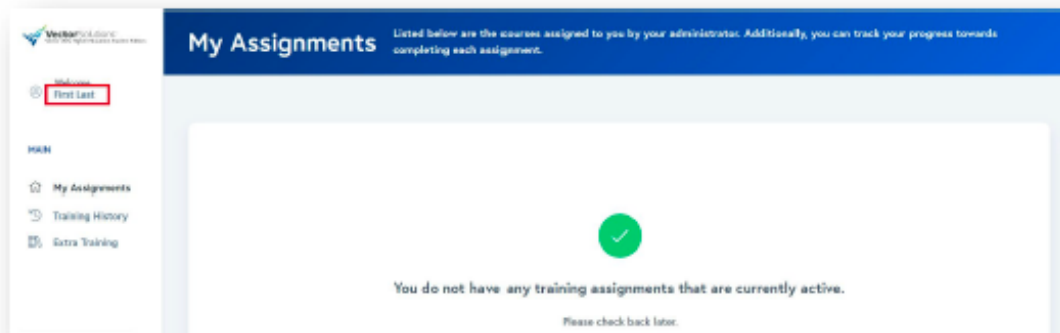 VectorSolutions
Welcome
First Last
MAIN
My Assignments
Training History
Extra Training
My Assignments
Listed below are the courses assigned to you by your administrator. Additionally, you can track your progress towards
completing each assignment.
You do not have any training assignments that are currently active.
Please check back later.